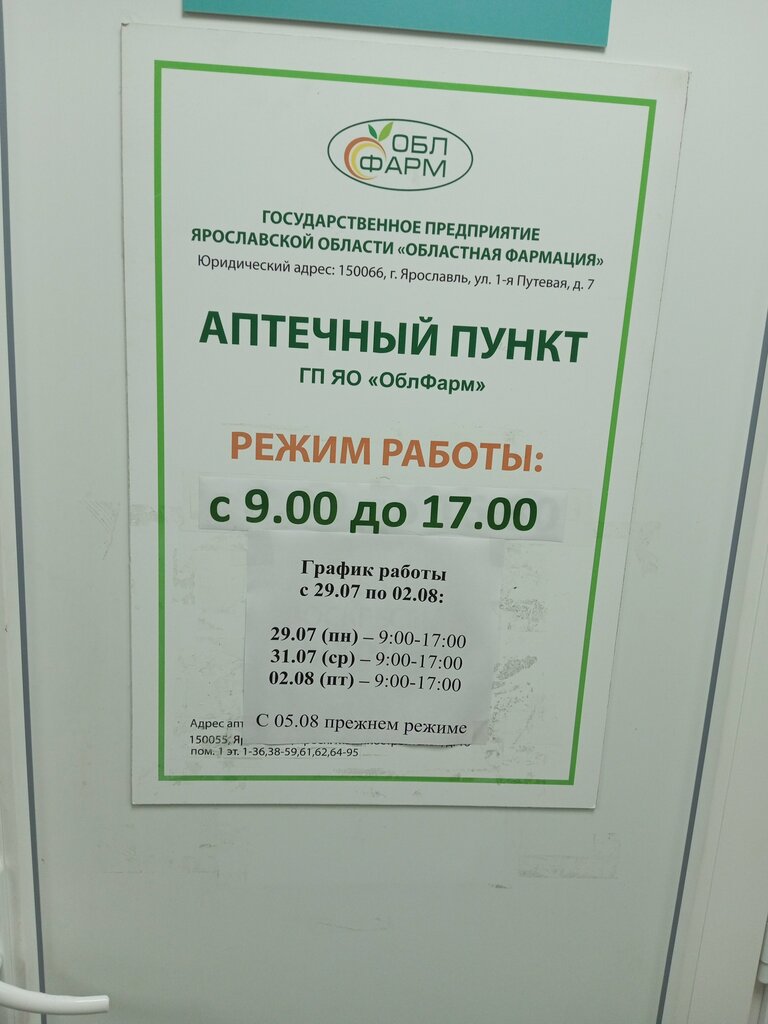 ОБЛ
ФАРМ
ГОСУДАРСТВЕННОЕ ПРЕДПРИЯТИЕ
ЯРОСЛАВСКОЙ ОБЛАСТИ «ОБЛАСТНАЯ ФАРМАЦИЯ»
Юридический адрес: 150066, г. Ярославль, ул. 1-я Путевая, д. 7
АПТЕЧНЫЙ ПУНКТ
ГП ЯО «ОблФарм»
РЕЖИМ РАБОТЫ:
с 9.00 до 17.00
График работы
с 29.07 по 02.08:
29.07 (пн) – 9:00-17:00
31.07 (ср) – 9:00-17:00
02.08 (пт) – 9:00-17:00
С 05.08 прежнем режиме
Адрес
150055,
пом. 1 эт. 1-36,38-59,61,62,64-95